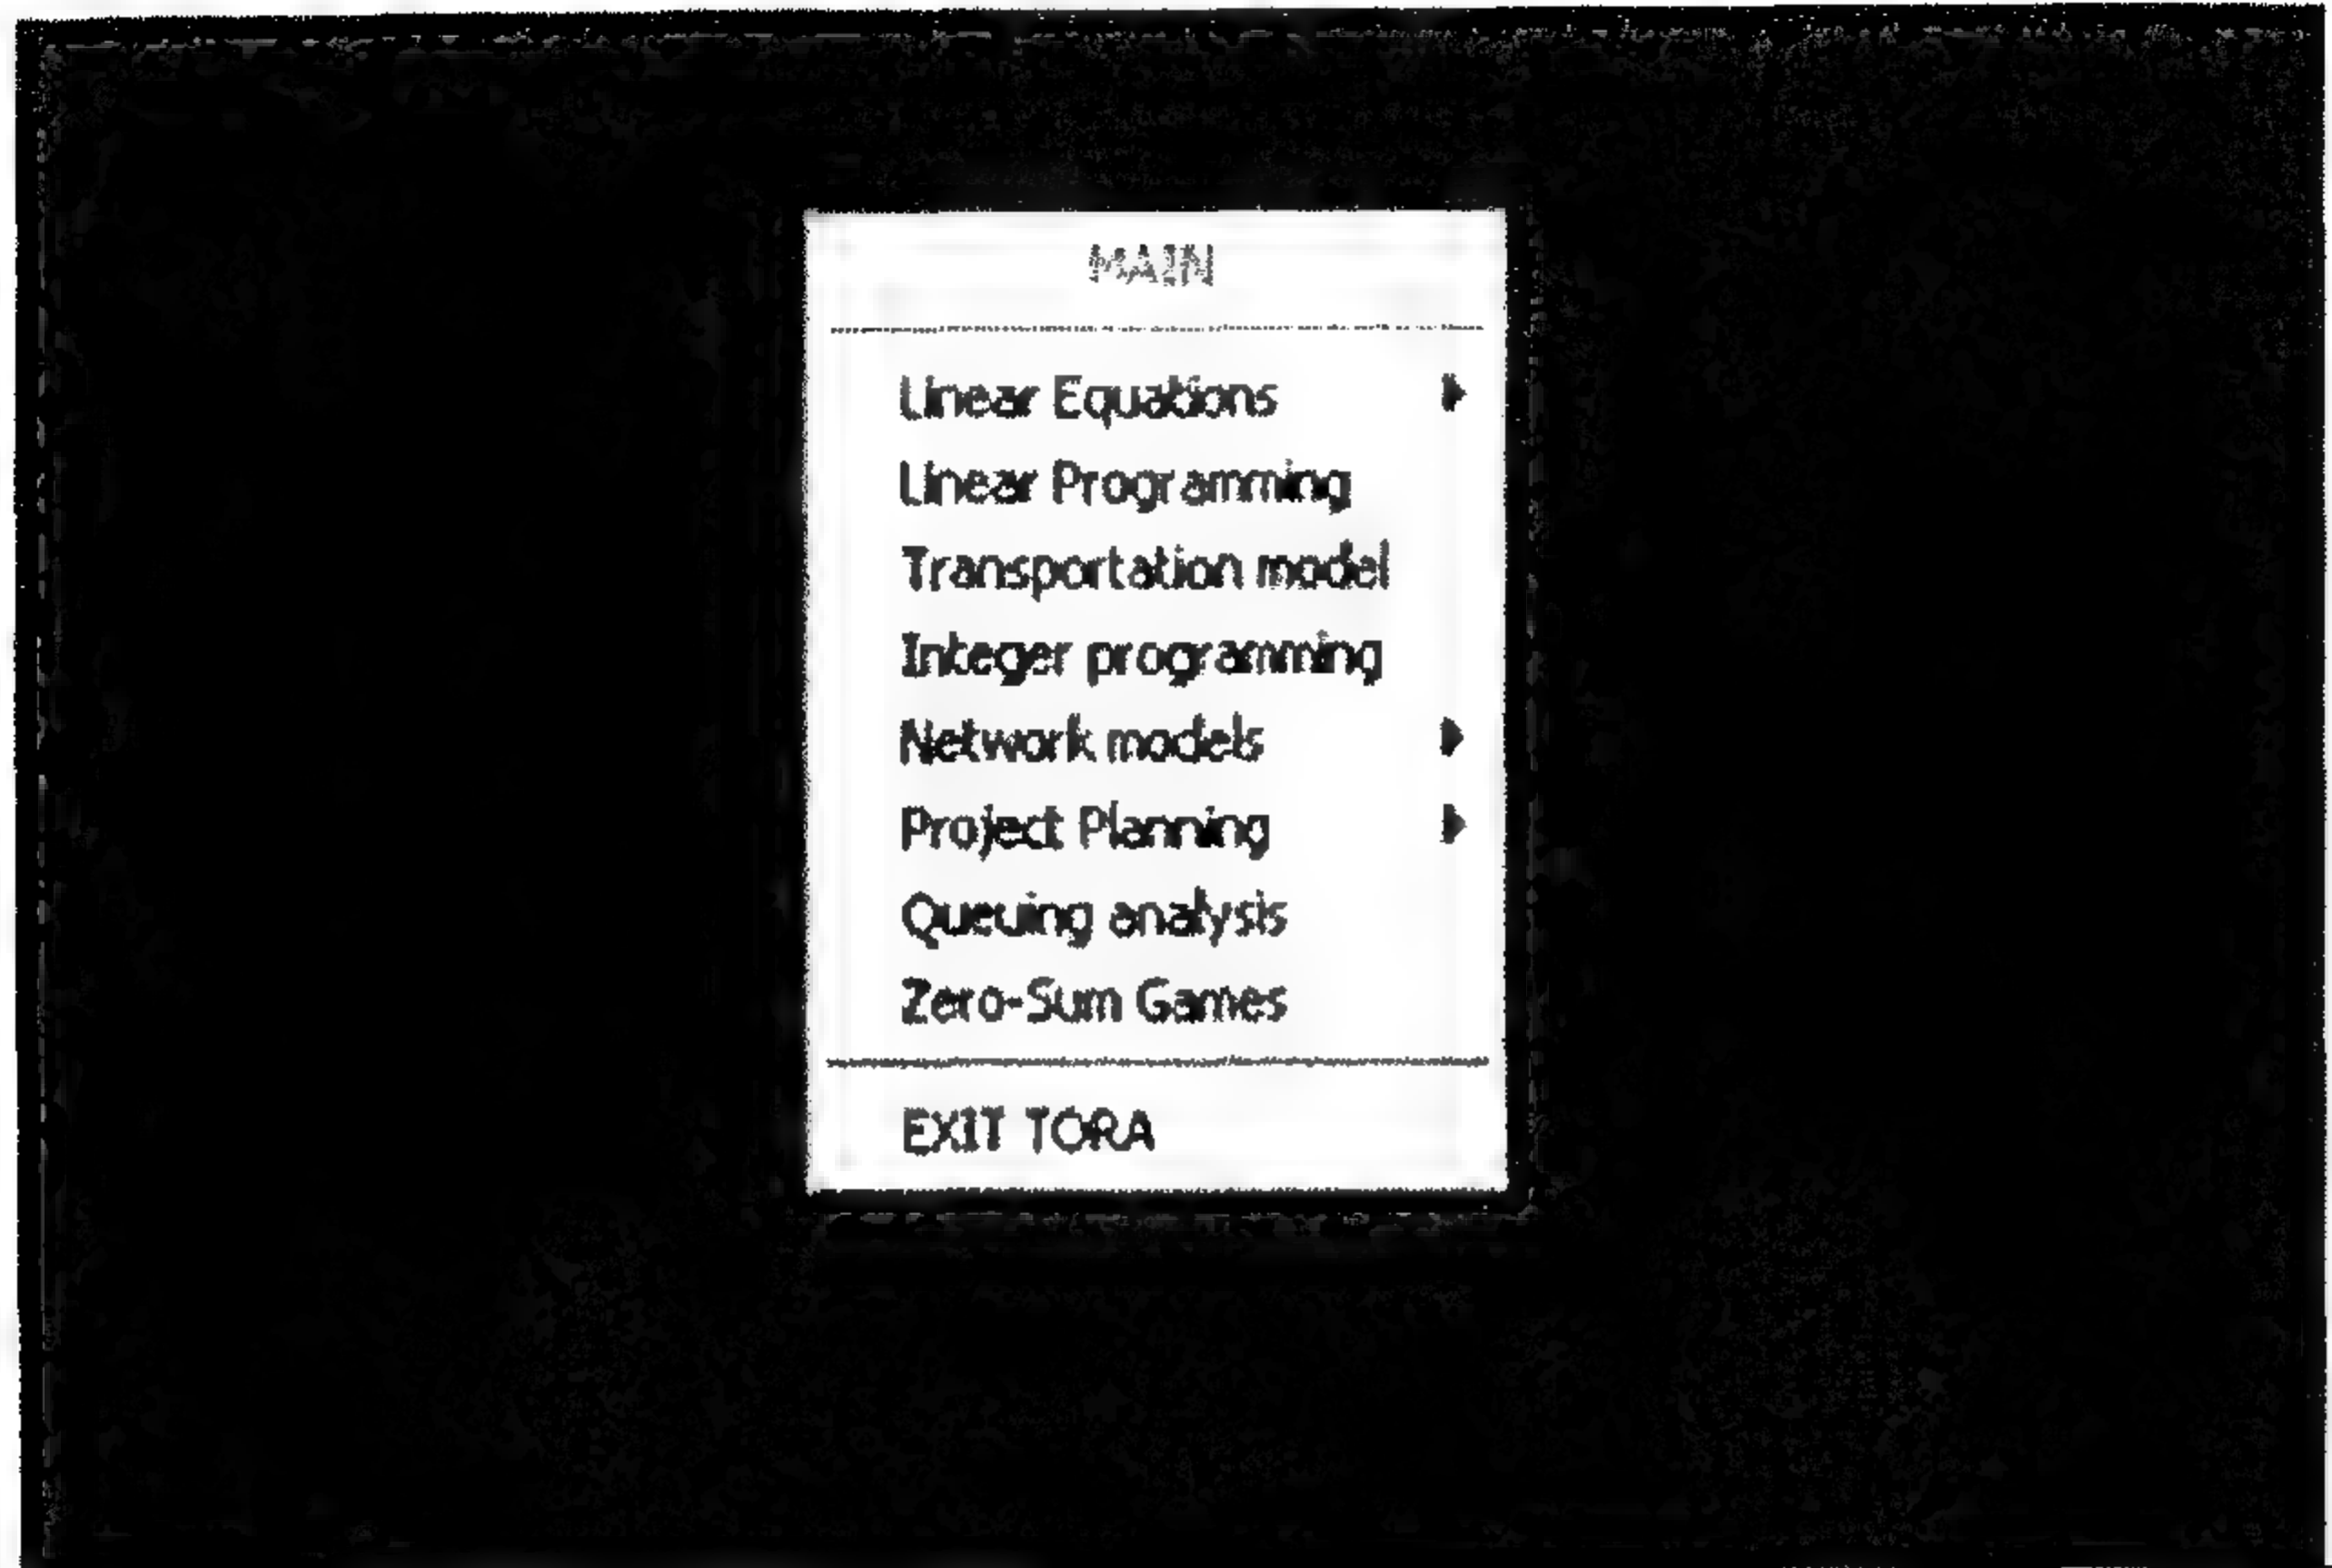 MAIN
Linear Equations
Linear Programming
Transportation model
Integer programming
Network models
Project Planning
Queuing analysis
Zero-Sum Games
EXIT TORA